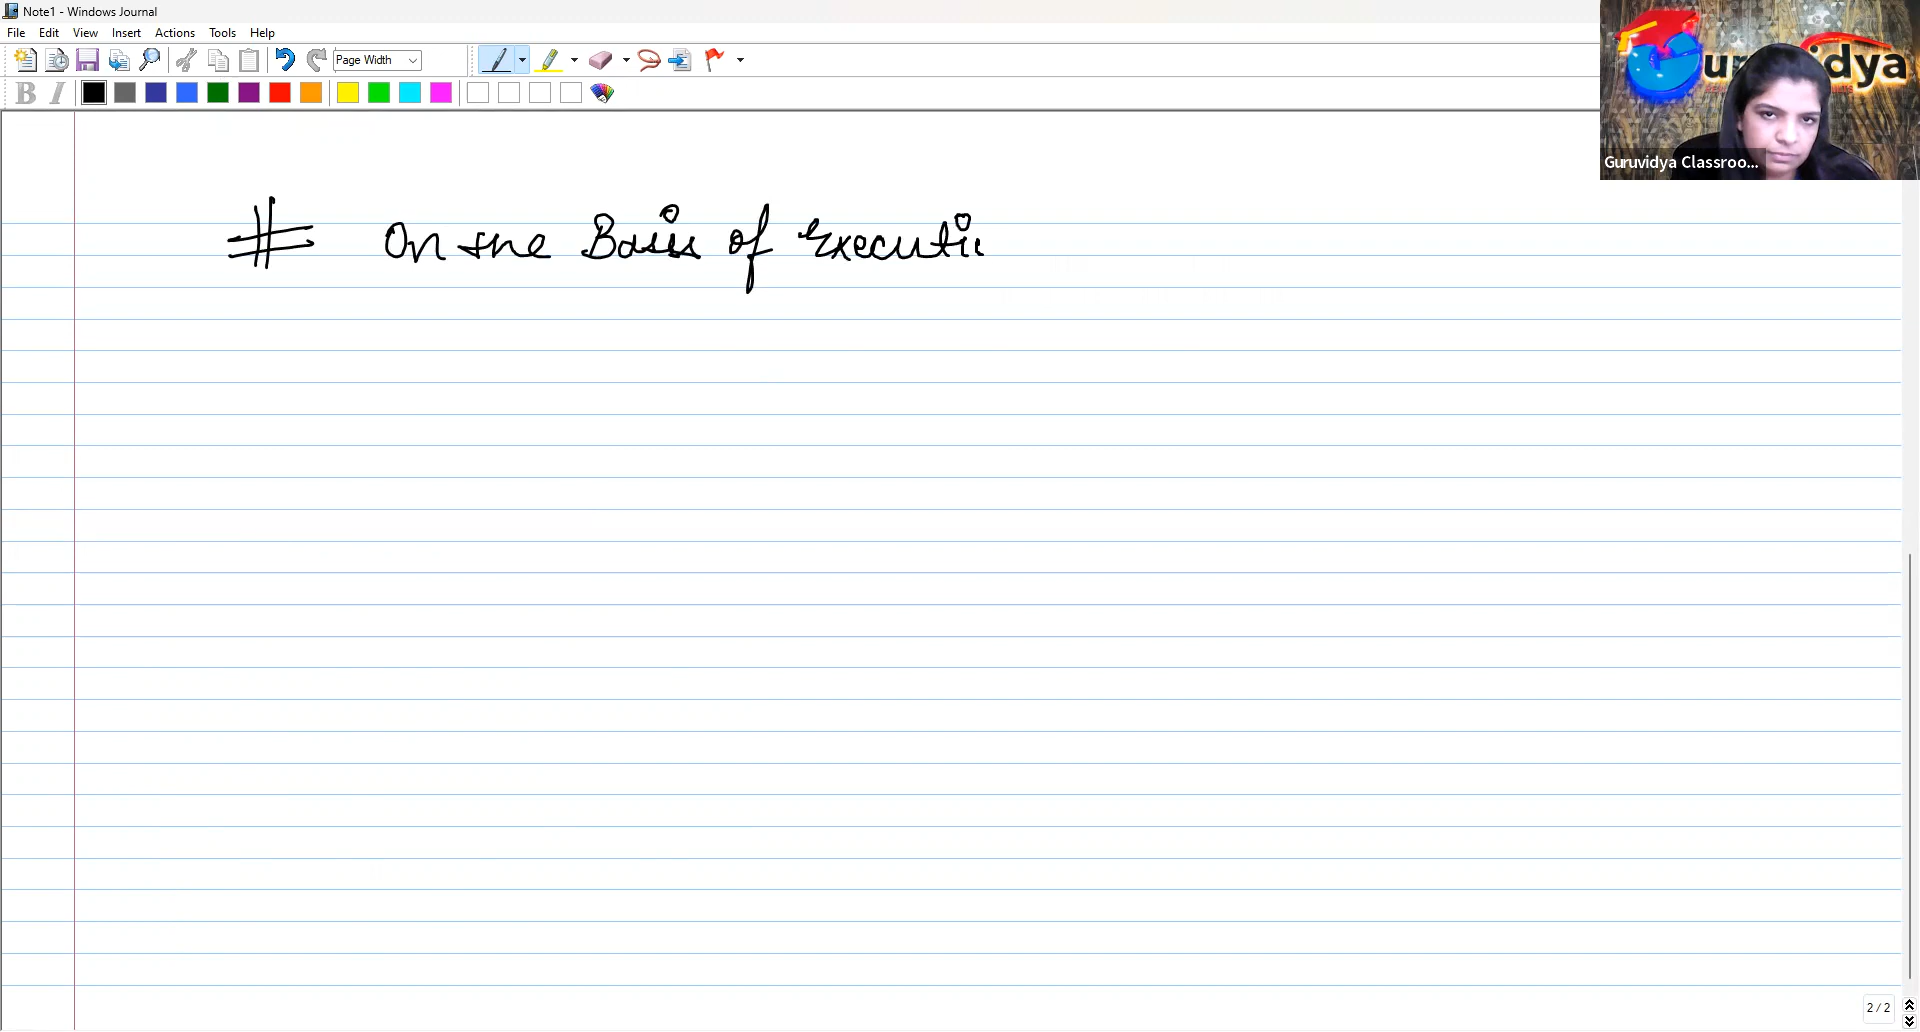 Note1 - Windows Journal
File Edit View Insert Actions Tools Help
Page Width
B I
Guruvidya
Guruvidya Classroo...
# On the Basis of Executi
2 / 2